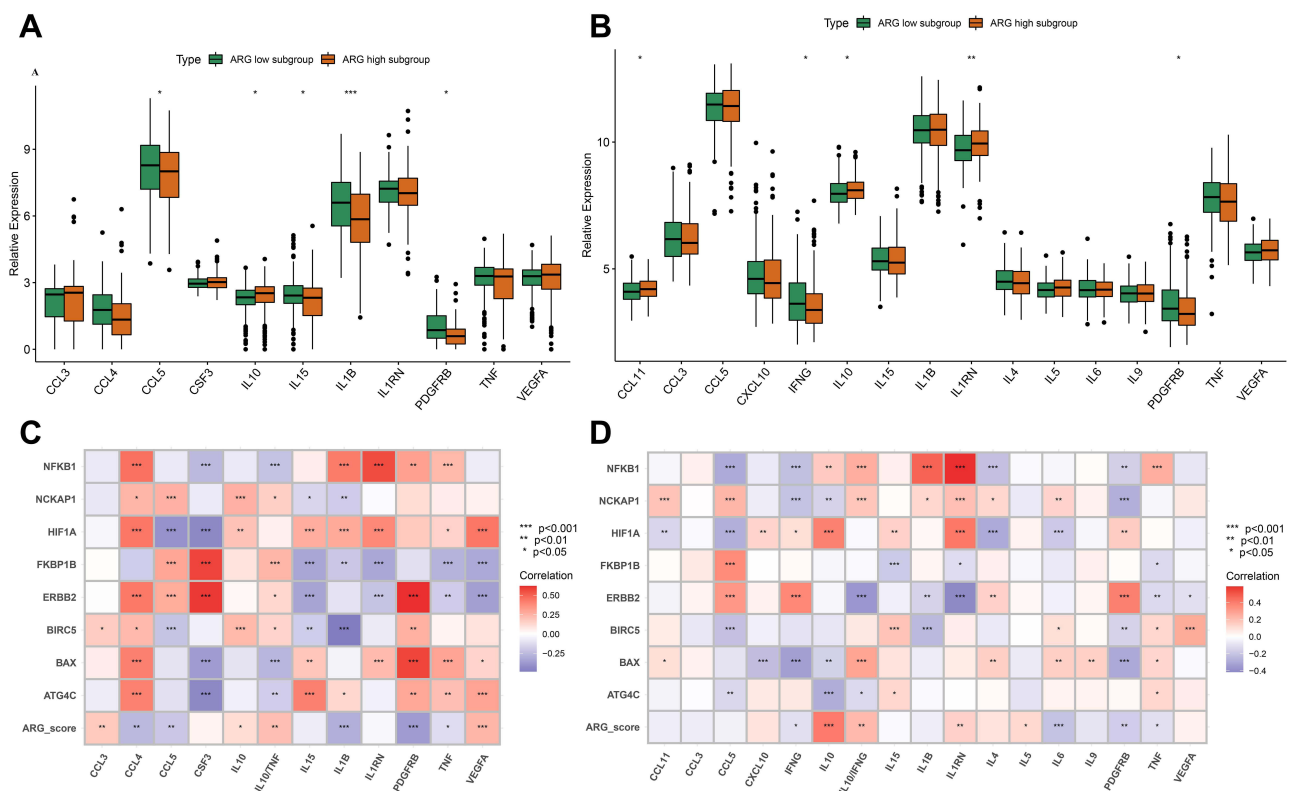 A
B
Type ARG low subgroup ARG high subgroup
Type ARG low subgroup ARG high subgroup
A
* * * *** *
* * * ** *
Relative Expression
9
6
3
0
CCL3 CCL4 CCL5 CSF3 IL10 IL15 IL1B IL1RN PDGFRB TNF VEGFA
Relative Expression
10
5
CCL11 CCL3 CCL5 CXCL10 IFNG IL10 IL15 IL1B IL1RN IL4 IL5 IL6 IL9 PDGFRB TNF VEGFA
C
NFKB1 *** *** *** *** *** ** ***
NCKAP1 * *** *** * * **
HIF1A *** *** *** ** *** *** *** * ***
FKBP1B *** *** *** *** ** *** *** ***
ERBB2 *** *** *** * *** *** *** ** ***
BIRC5 * * *** *** * ** *** **
BAX *** *** *** ** *** *** *** *
ATG4C *** *** ** *** * ** ** ***
ARG_score ** ** ** * ** *** *** * ***
CCL3 CCL4 CCL5 CSF3 IL10 IL10/TNF IL15 IL1B IL1RN PDGFRB TNF VEGFA
*** p<0.001
** p<0.01
* p<0.05
Correlation
0.50
0.25
0.00
−0.25
D
NFKB1 *** *** ** *** *** *** *** ** ***
NCKAP1 *** *** *** ** *** * *** * ** ***
HIF1A ** *** ** * *** ** *** *** *** **
FKBP1B *** *** * *
ERBB2 *** *** *** ** *** ** *** ** *
BIRC5 *** *** *** * ** * ***
BAX * *** *** ** *** ** ** ** *** *
ATG4C ** *** * * *
ARG_score * *** ** ** * *** ** *
CCL11 CCL3 CCL5 CXCL10 IFNG IL10 IL10/IFNG IL15 IL1B IL1RN IL4 IL5 IL6 IL9 PDGFRB TNF VEGFA
*** p<0.001
** p<0.01
* p<0.05
Correlation
0.4
0.2
0.0
−0.2
−0.4